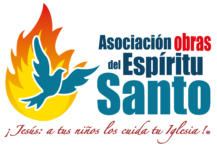 Asociación obras
del Espíritu
Santo
¡Jesús: a tus niños los cuida tu Iglesia!